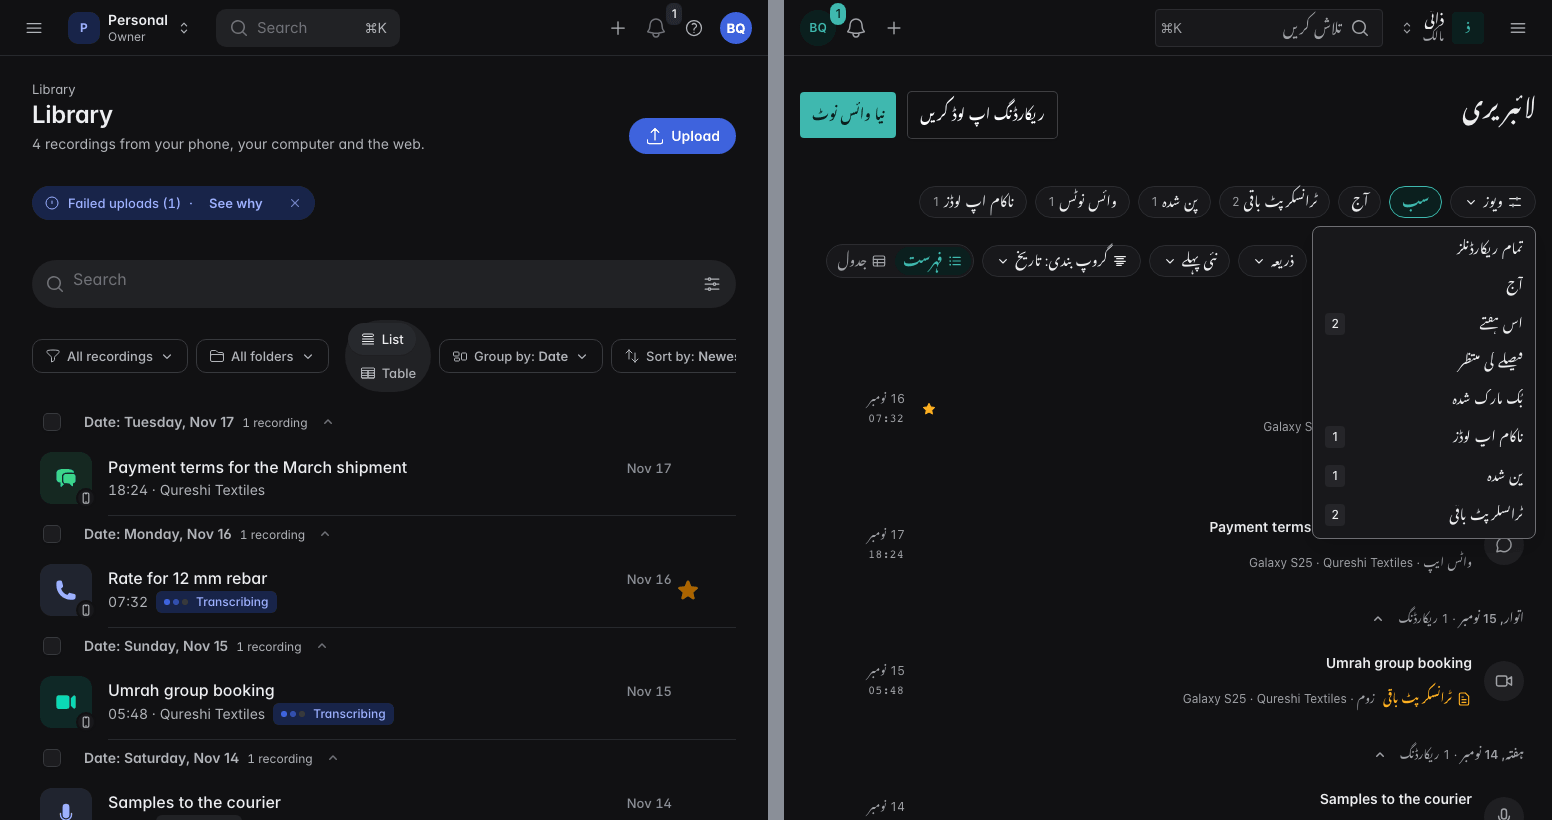 P
Personal
Owner
Search
⌘K
1
BQ
Library
Library
4 recordings from your phone, your computer and the web.
Upload
Failed uploads (1) · See why
Search
All recordings
All folders
List
Table
Group by: Date
Sort by: Newes
Date: Tuesday, Nov 17 1 recording
Payment terms for the March shipment
Nov 17
18:24 · Qureshi Textiles
Date: Monday, Nov 16 1 recording
Rate for 12 mm rebar
Nov 16
07:32 Transcribing
Date: Sunday, Nov 15 1 recording
Umrah group booking
Nov 15
05:48 · Qureshi Textiles Transcribing
Date: Saturday, Nov 14 1 recording
Samples to the courier
Nov 14
ذ
ذاتی
مالک
تلاش کریں
⌘K
1
BQ
لائبریری
ریکارڈنگ اپ لوڈ کریں
نیا وائس نوٹ
ویوز
سب
آج
ٹرانسکرپٹ باقی 2
پن شدہ 1
وائس نوٹس 1
ناکام اپ لوڈز 1
ذریعہ
نئی پہلے
گروپ بندی: تاریخ
فہرست
جدول
تمام ریکارڈنگز
آج
اس ہفتے 2
فیصلے کی منتظر
بُک مارک شدہ
ناکام اپ لوڈز 1
پن شدہ 1
ٹرانسکرپٹ باقی 2
16 نومبر
07:32
Galaxy S
Payment terms
17 نومبر
18:24
واٹس ایپ · Galaxy S25 · Qureshi Textiles
اتوار, 15 نومبر · 1 ریکارڈنگ
Umrah group booking
15 نومبر
05:48
ٹرانسکرپٹ باقی زوم · Galaxy S25 · Qureshi Textiles
ہفتہ, 14 نومبر · 1 ریکارڈنگ
Samples to the courier
14 نومبر